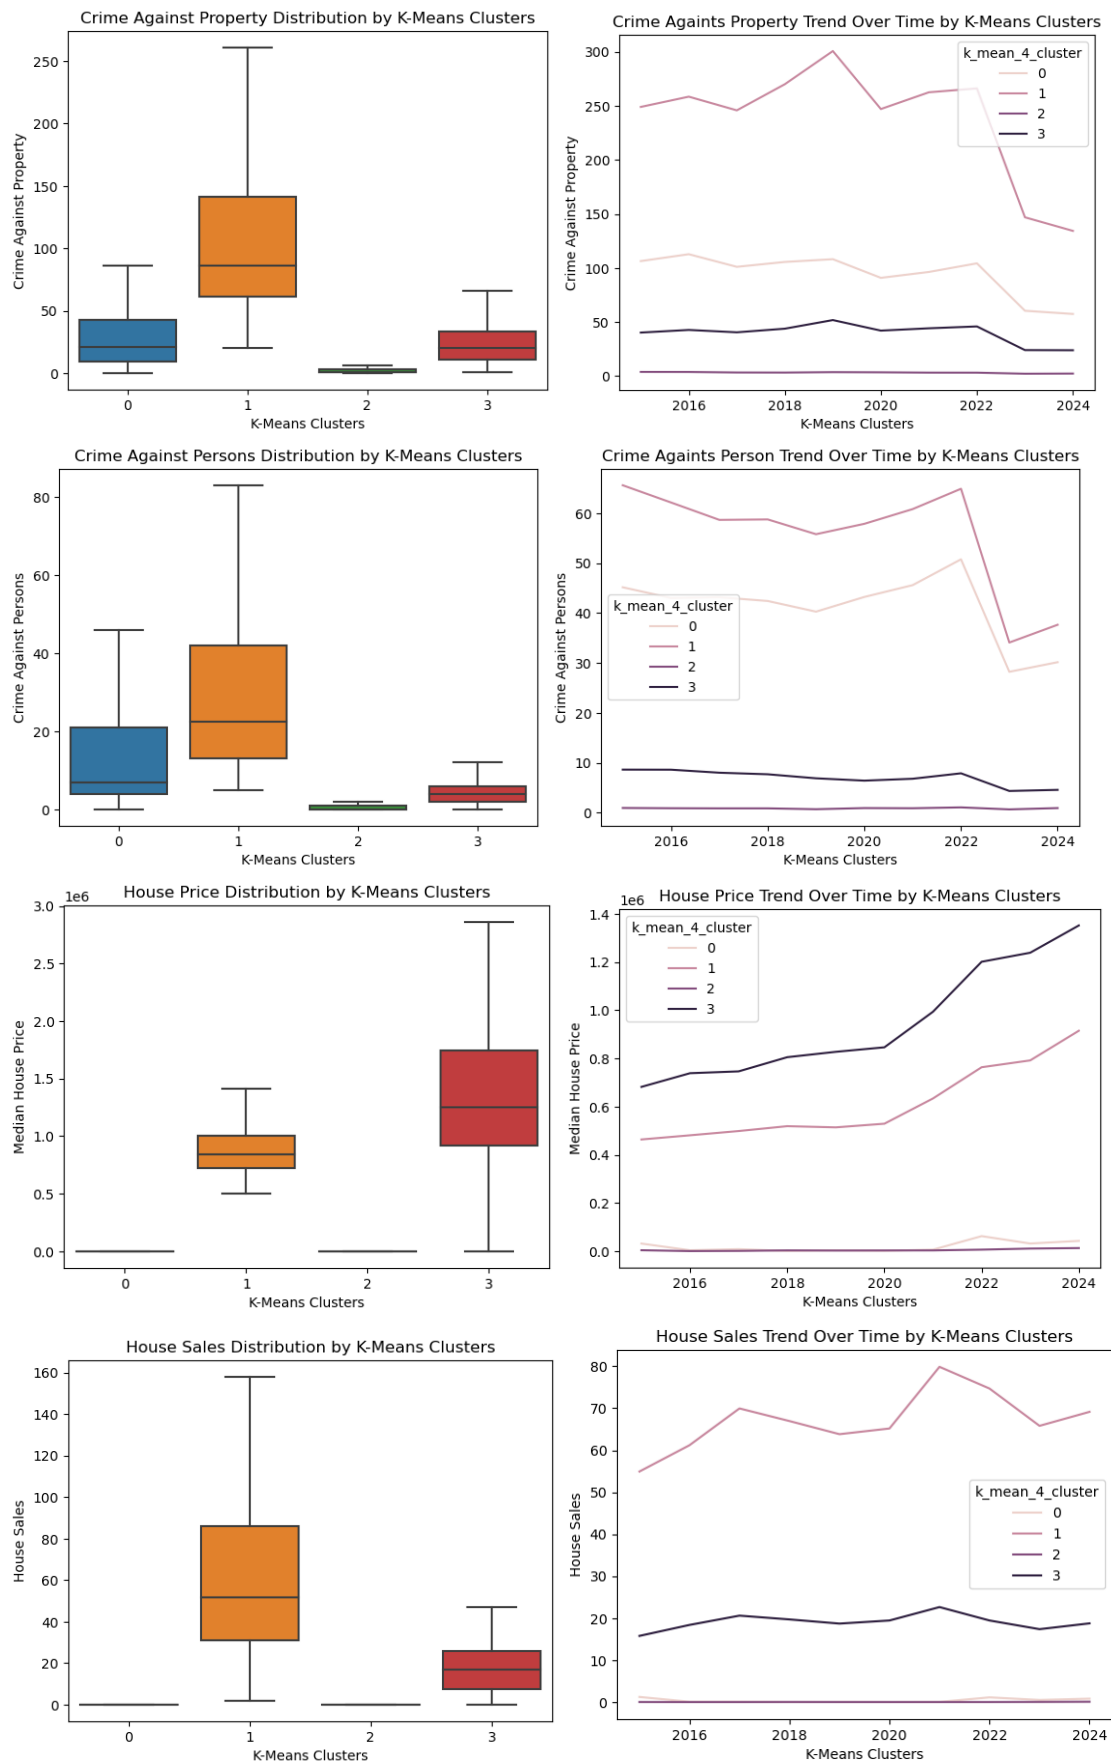 Crime Against Property Distribution by K-Means Clusters
Crime Against Property
250
200
150
100
50
0
0 1 2 3
K-Means Clusters
Crime Againts Property Trend Over Time by K-Means Clusters
Crime Against Property
300
250
200
150
100
50
0
k_mean_4_cluster
0
1
2
3
2016 2018 2020 2022 2024
K-Means Clusters
Crime Against Persons Distribution by K-Means Clusters
Crime Against Persons
80
60
40
20
0
0 1 2 3
K-Means Clusters
Crime Againts Person Trend Over Time by K-Means Clusters
Crime Against Persons
60
50
40
30
20
10
0
k_mean_4_cluster
0
1
2
3
2016 2018 2020 2022 2024
K-Means Clusters
House Price Distribution by K-Means Clusters
1e6
Median House Price
3.0
2.5
2.0
1.5
1.0
0.5
0.0
0 1 2 3
K-Means Clusters
House Price Trend Over Time by K-Means Clusters
1e6
Median House Price
1.4
1.2
1.0
0.8
0.6
0.4
0.2
0.0
k_mean_4_cluster
0
1
2
3
2016 2018 2020 2022 2024
K-Means Clusters
House Sales Distribution by K-Means Clusters
House Sales
160
140
120
100
80
60
40
20
0
0 1 2 3
K-Means Clusters
House Sales Trend Over Time by K-Means Clusters
House Sales
80
70
60
50
40
30
20
10
0
k_mean_4_cluster
0
1
2
3
2016 2018 2020 2022 2024
K-Means Clusters